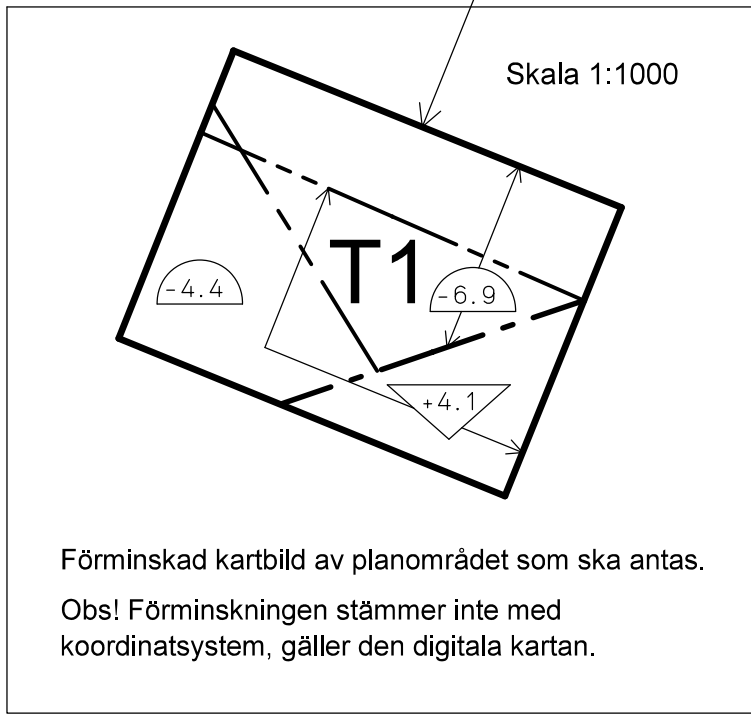 Skala 1:1000
T1
-4.4
-6.9
+4.1
Förminskad kartbild av planområdet som ska antas.
Obs! Förminskningen stämmer inte med
koordinatsystem, gäller den digitala kartan.